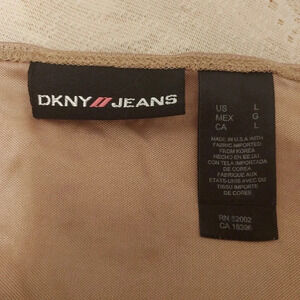 DKNY//JEANS
US L
MEX G
CA L
MADE IN U.S.A WITH
FABRIC IMPORTED
FROM KOREA
HECHO EN EE.UU
CON TELA IMPORTADA
DE COREA
FABRIQUE AUX
ETATS-UNIS AVEC DU
TISSU IMPORTE
DE COREE
RN 52002
CA 18396